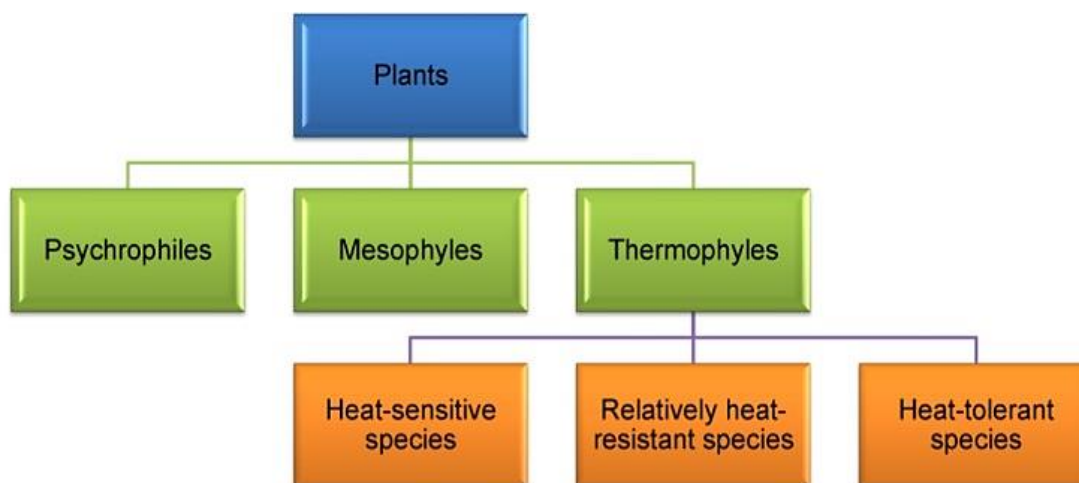 Plants
Psychrophiles
Mesophyles
Thermophyles
Heat-sensitive
species
Relatively heat-
resistant species
Heat-tolerant
species